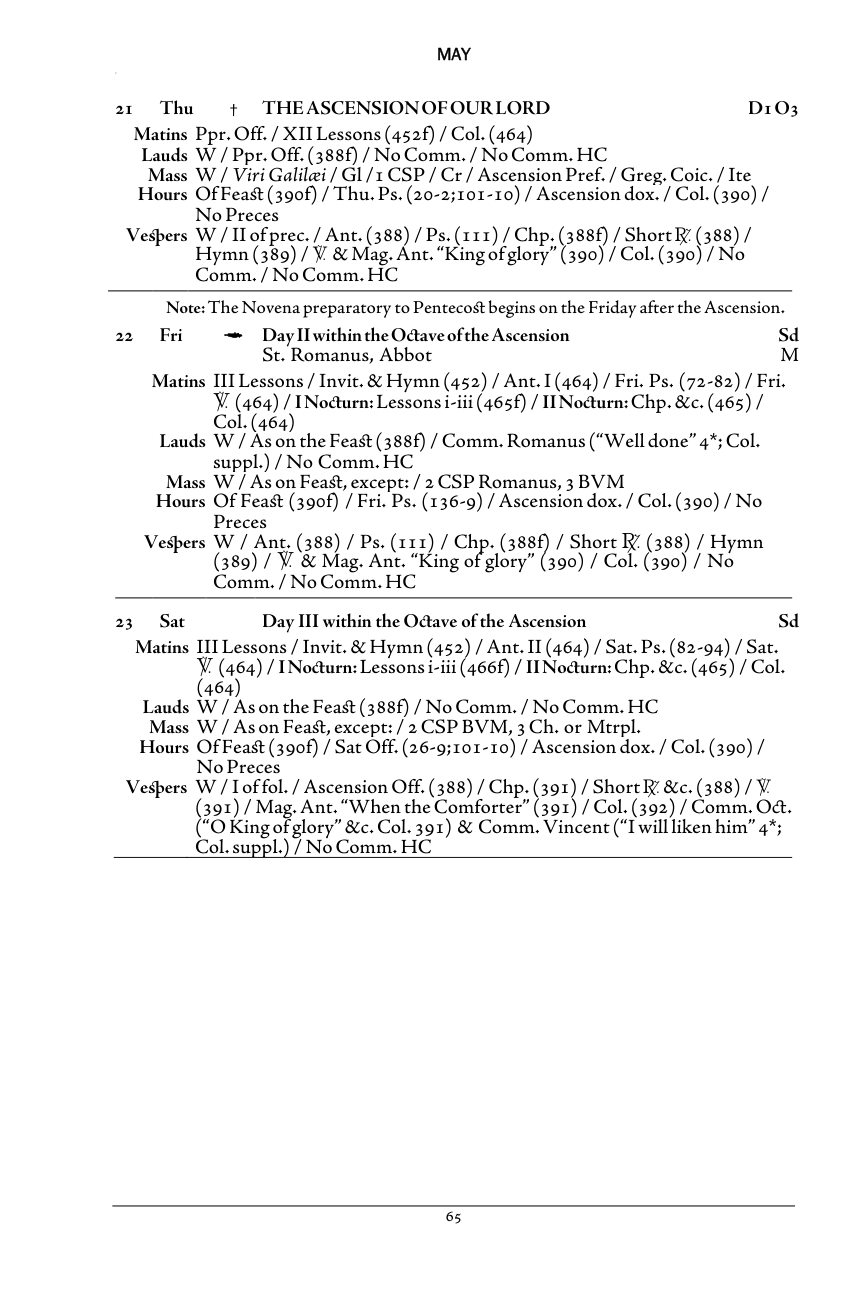 MAY
21 Thu † THE ASCENSION OF OUR LORD D1 O3
Matins Ppr. Off. / XII Lessons (452f) / Col. (464)
Lauds W / Ppr. Off. (388f) / No Comm. / No Comm. HC
Mass W / Viri Galilæi / Gl /1 CSP / Cr / Ascension Pref. / Greg. Coic. / Ite
Hours Of Feast (390f) / Thu. Ps. (20-2;101-10) / Ascension dox. / Col. (390) /
No Preces
Vespers W / II of prec. / Ant. (388) / Ps. (111) / Chp. (388f) / Short ℟. (388) /
Hymn (389) / ℣. & Mag. Ant. “King of glory” (390) / Col. (390) / No
Comm. / No Comm. HC
Note: The Novena preparatory to Pentecost begins on the Friday after the Ascension.
22 Fri Day II within the Octave of the Ascension Sd
St. Romanus, Abbot M
Matins III Lessons / Invit. & Hymn (452) / Ant. I (464) / Fri. Ps. (72-82) / Fri.
℣. (464) / I Nocturn: Lessons i-iii (465f) / II Nocturn: Chp. &c. (465) /
Col. (464)
Lauds W / As on the Feast (388f) / Comm. Romanus (“Well done” 4*; Col.
suppl.) / No Comm. HC
Mass W / As on Feast, except: / 2 CSP Romanus, 3 BVM
Hours Of Feast (390f) / Fri. Ps. (136-9) / Ascension dox. / Col. (390) / No
Preces
Vespers W / Ant. (388) / Ps. (111) / Chp. (388f) / Short ℟. (388) / Hymn
(389) / ℣. & Mag. Ant. “King of glory” (390) / Col. (390) / No
Comm. / No Comm. HC
23 Sat Day III within the Octave of the Ascension Sd
Matins III Lessons / Invit. & Hymn (452) / Ant. II (464) / Sat. Ps. (82-94) / Sat.
℣. (464) / I Nocturn: Lessons i-iii (466f) / II Nocturn: Chp. &c. (465) / Col.
(464)
Lauds W / As on the Feast (388f) / No Comm. / No Comm. HC
Mass W / As on Feast, except: / 2 CSP BVM, 3 Ch. or Mtrpl.
Hours Of Feast (390f) / Sat Off. (26-9;101-10) / Ascension dox. / Col. (390) /
No Preces
Vespers W / I of fol. / Ascension Off. (388) / Chp. (391) / Short ℟. &c. (388) / ℣.
(391) / Mag. Ant. “When the Comforter” (391) / Col. (392) / Comm. Oct.
(“O King of glory” &c. Col. 391) & Comm. Vincent (“I will liken him” 4*;
Col. suppl.) / No Comm. HC
65